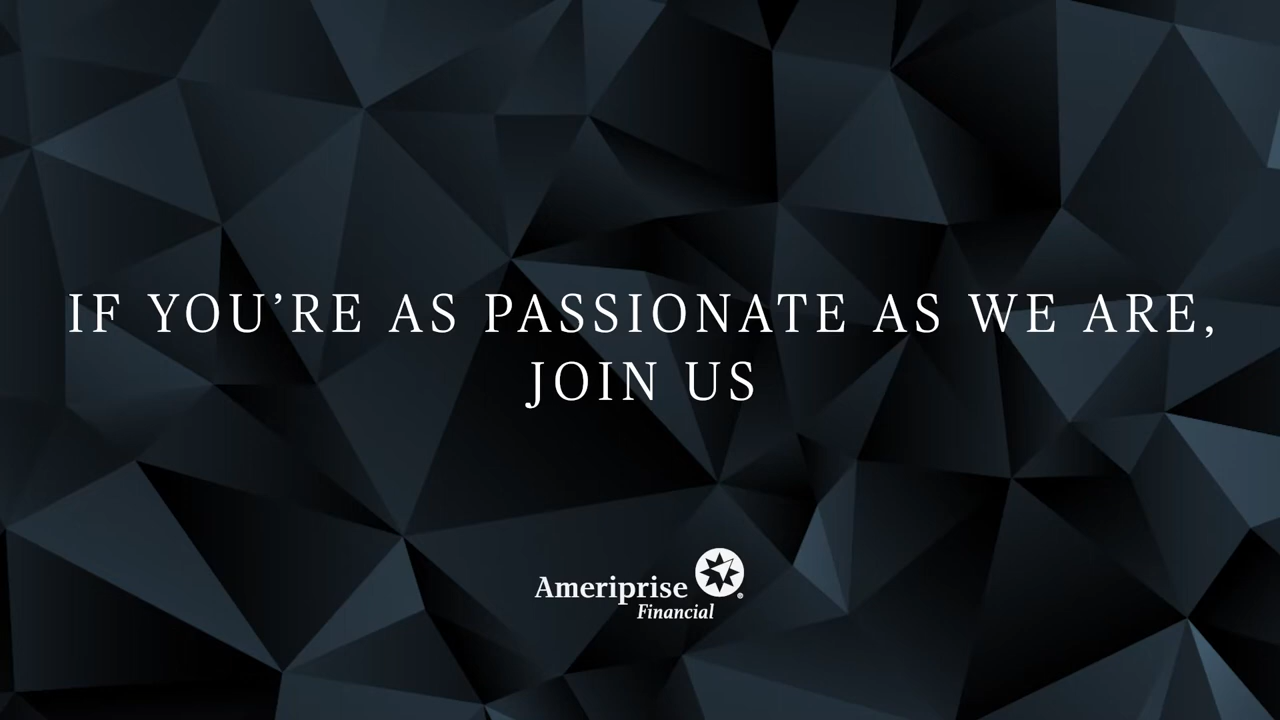 IF YOU’RE AS PASSIONATE AS WE ARE,
JOIN US
Ameriprise
Financial
®